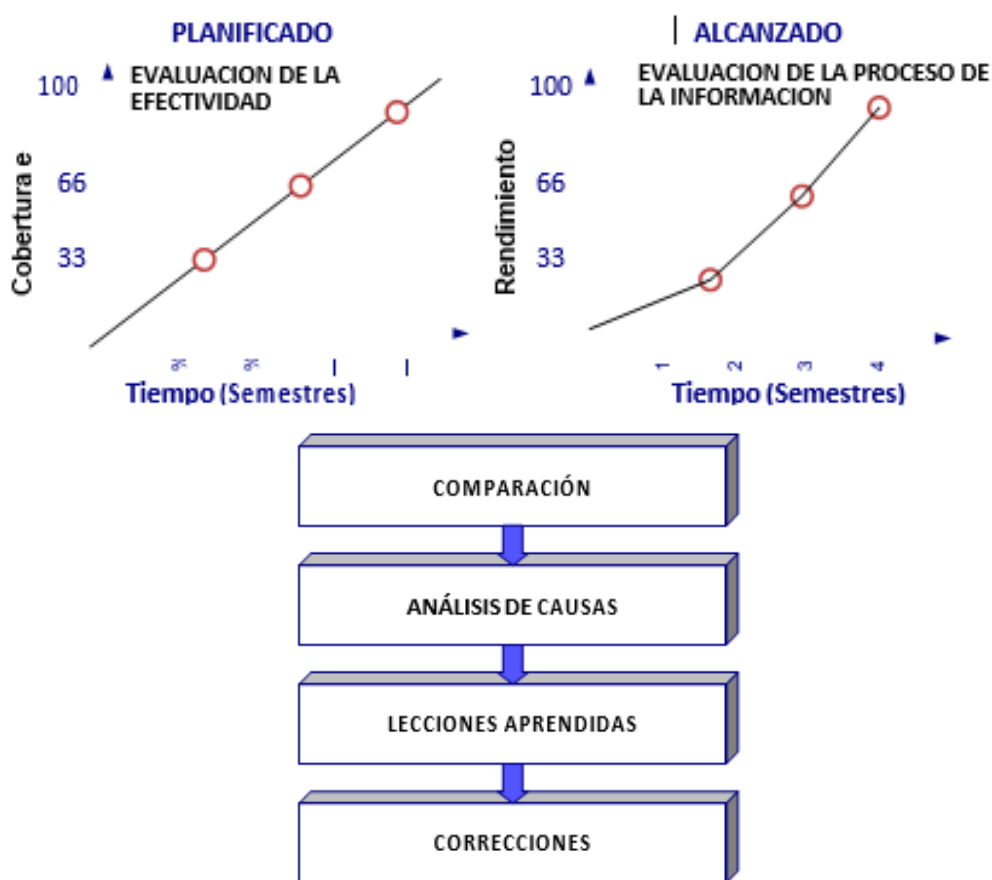 PLANIFICADO
EVALUACION DE LA
EFECTIVIDAD
100
66
33
Cobertura e
Tiempo (Semestres)
| ALCANZADO
EVALUACION DE LA PROCESO DE
LA INFORMACION
100
66
33
Rendimiento
1 2 3 4
Tiempo (Semestres)
COMPARACIÓN
ANÁLISIS DE CAUSAS
LECCIONES APRENDIDAS
CORRECCIONES